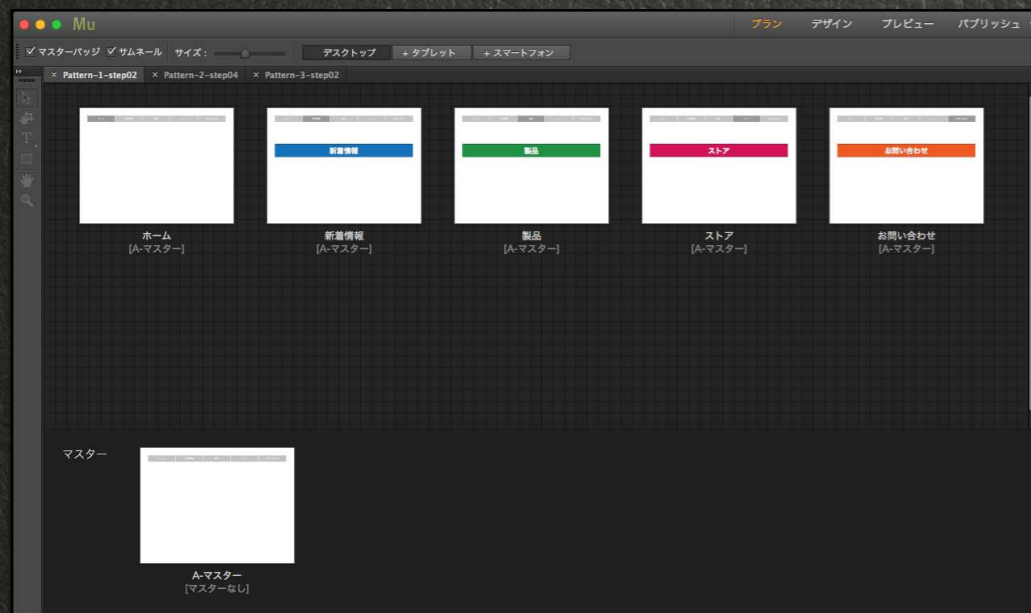 Mu プラン デザイン プレビュー パブリッシュ
マスターバッジ サムネール サイズ : デスクトップ + タブレット + スマートフォン
× Pattern-1-step02 × Pattern-2-step04 × Pattern-3-step02
新着情報 製品 ストア お問い合わせ
ホーム 新着情報 製品 ストア お問い合わせ
[A-マスター] [A-マスター] [A-マスター] [A-マスター] [A-マスター]
マスター
A-マスター
[マスターなし]